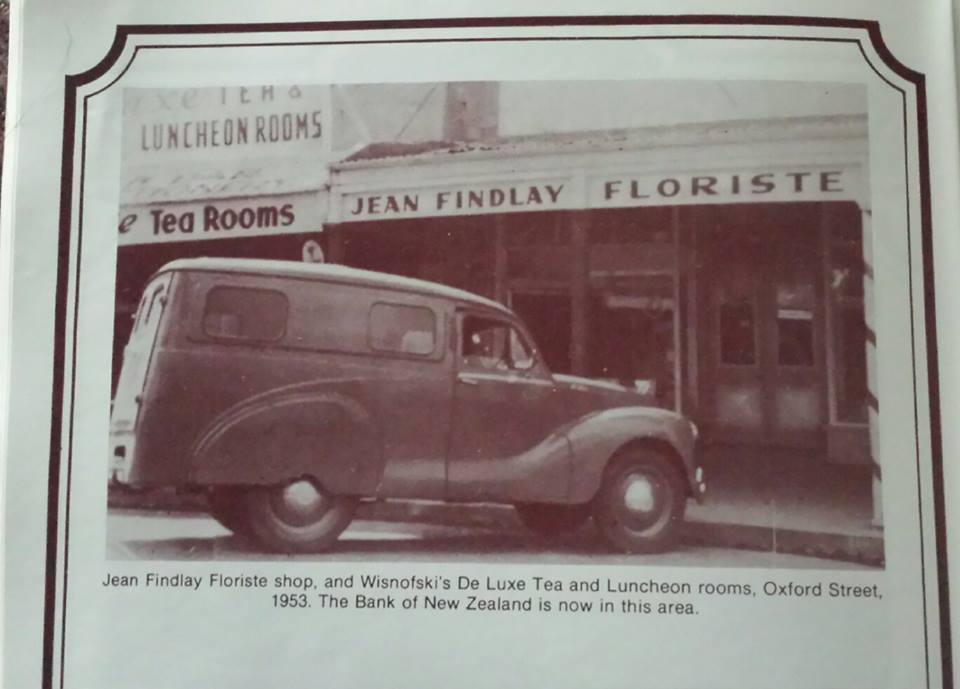 TEA &
LUNCHEON ROOMS
Tea Rooms
JEAN FINDLAY FLORISTE
Jean Findlay Floriste shop, and Wisnofski's De Luxe Tea and Luncheon rooms, Oxford Street,
1953. The Bank of New Zealand is now in this area.